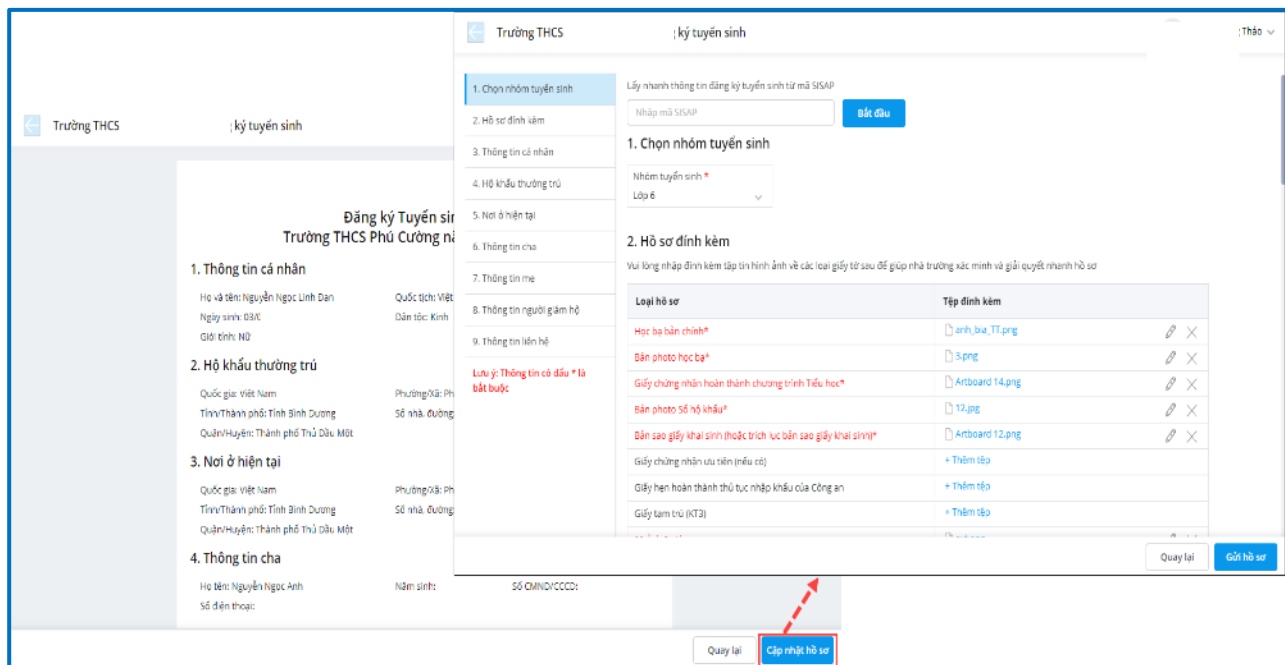 Trường THCS ký tuyển sinh
Đăng ký Tuyển sir
Trường THCS Phú Cường nă
1. Thông tin cá nhân
Họ và tên: Nguyễn Ngọc Linh Đan Quốc tịch: Việt
Ngày sinh: 03/0 Dân tộc: Kinh
Giới tính: Nữ
2. Hộ khẩu thường trú
Quốc gia: Việt Nam Phường/Xã: Ph
Tỉnh/Thành phố: Tỉnh Bình Dương Số nhà, đường:
Quận/Huyện: Thành phố Thủ Dầu Một
3. Nơi ở hiện tại
Quốc gia: Việt Nam Phường/Xã: Ph
Tỉnh/Thành phố: Tỉnh Bình Dương Số nhà, đường:
Quận/Huyện: Thành phố Thủ Dầu Một
4. Thông tin cha
Họ tên: Nguyễn Ngọc Anh Năm sinh: Số CMND/CCCD:
Số điện thoại:
Quay lại Cập nhật hồ sơ
Trường THCS ký tuyển sinh Thảo
1. Chọn nhóm tuyển sinh
2. Hồ sơ đính kèm
3. Thông tin cá nhân
4. Hộ khẩu thường trú
5. Nơi ở hiện tại
6. Thông tin cha
7. Thông tin mẹ
8. Thông tin người giám hộ
9. Thông tin liên hệ
Lưu ý: Thông tin có dấu * là
bắt buộc
Lấy nhanh thông tin đăng ký tuyển sinh từ mã SISAP
Nhập mã SISAP Bắt đầu
1. Chọn nhóm tuyển sinh
Nhóm tuyển sinh *
Lớp 6
2. Hồ sơ đính kèm
Vui lòng nhập đính kèm tập tin hình ảnh về các loại giấy tờ sau để giúp nhà trường xác minh và giải quyết nhanh hồ sơ
Loại hồ sơ Tệp đính kèm
Học bạ bản chính* anh_bia_TT.png
Bản photo học bạ* 3.png
Giấy chứng nhận hoàn thành chương trình Tiểu học* Artboard 14.png
Bản photo Sổ hộ khẩu* 12.jpg
Bản sao giấy khai sinh (hoặc trích lục bản sao giấy khai sinh)* Artboard 12.png
Giấy chứng nhận ưu tiên (nếu có) + Thêm tệp
Giấy hẹn hoàn thành thủ tục nhập khẩu của Công an + Thêm tệp
Giấy tạm trú (KT3) + Thêm tệp
Quay lại Gửi hồ sơ